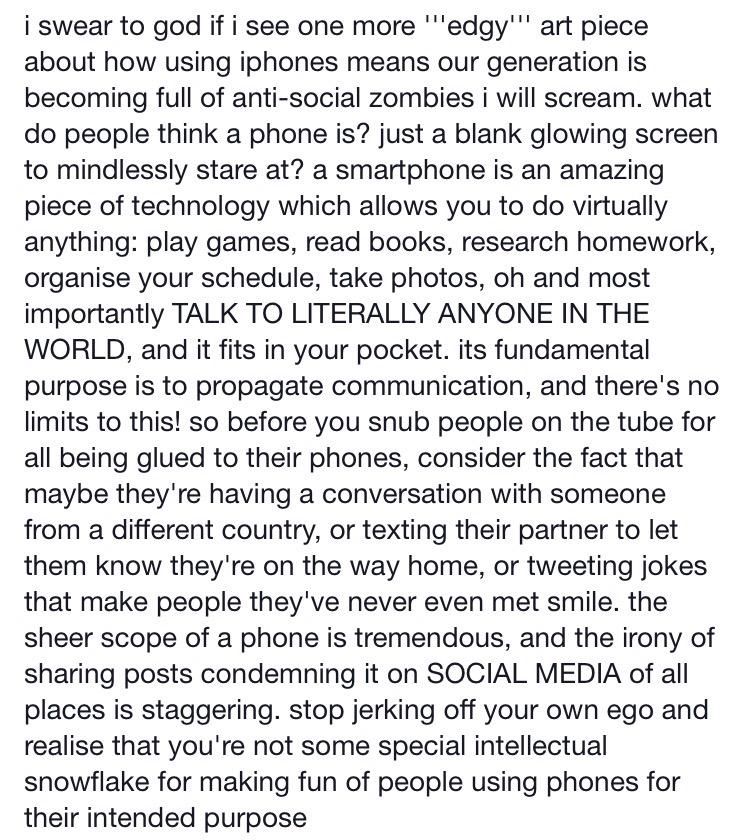 i swear to god if i see one more '''edgy''' art piece
about how using iphones means our generation is
becoming full of anti-social zombies i will scream. what
do people think a phone is? just a blank glowing screen
to mindlessly stare at? a smartphone is an amazing
piece of technology which allows you to do virtually
anything: play games, read books, research homework,
organise your schedule, take photos, oh and most
importantly TALK TO LITERALLY ANYONE IN THE
WORLD, and it fits in your pocket. its fundamental
purpose is to propagate communication, and there's no
limits to this! so before you snub people on the tube for
all being glued to their phones, consider the fact that
maybe they're having a conversation with someone
from a different country, or texting their partner to let
them know they're on the way home, or tweeting jokes
that make people they've never even met smile. the
sheer scope of a phone is tremendous, and the irony of
sharing posts condemning it on SOCIAL MEDIA of all
places is staggering. stop jerking off your own ego and
realise that you're not some special intellectual
snowflake for making fun of people using phones for
their intended purpose